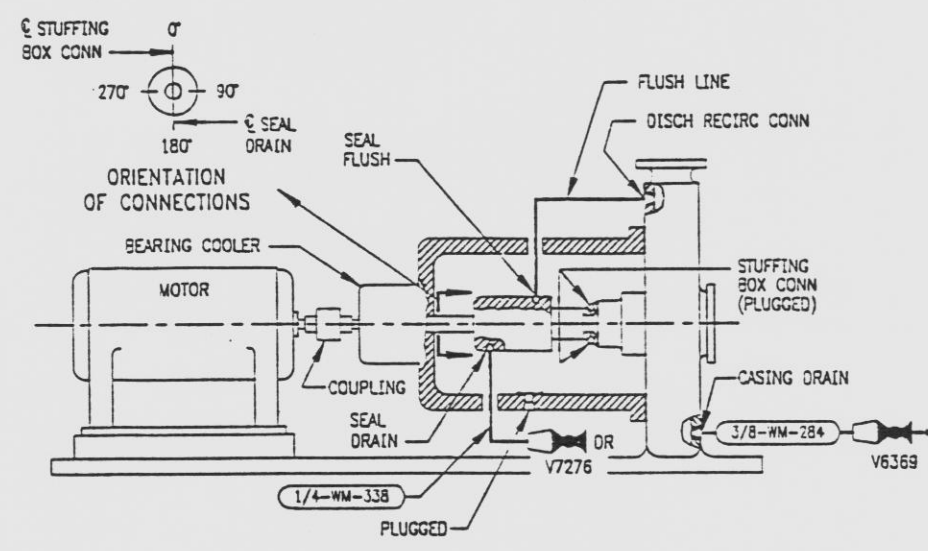 ℄ STUFFING
BOX CONN
0°
270°
90°
℄ SEAL
DRAIN
180°
ORIENTATION
OF CONNECTIONS
SEAL
FLUSH
FLUSH LINE
DISCH RECIRC CONN
BEARING COOLER
MOTOR
STUFFING
BOX CONN
(PLUGGED)
COUPLING
SEAL
DRAIN
CASING DRAIN
3/8-WM-284
V6369
DR
V7276
1/4-WM-338
PLUGGED